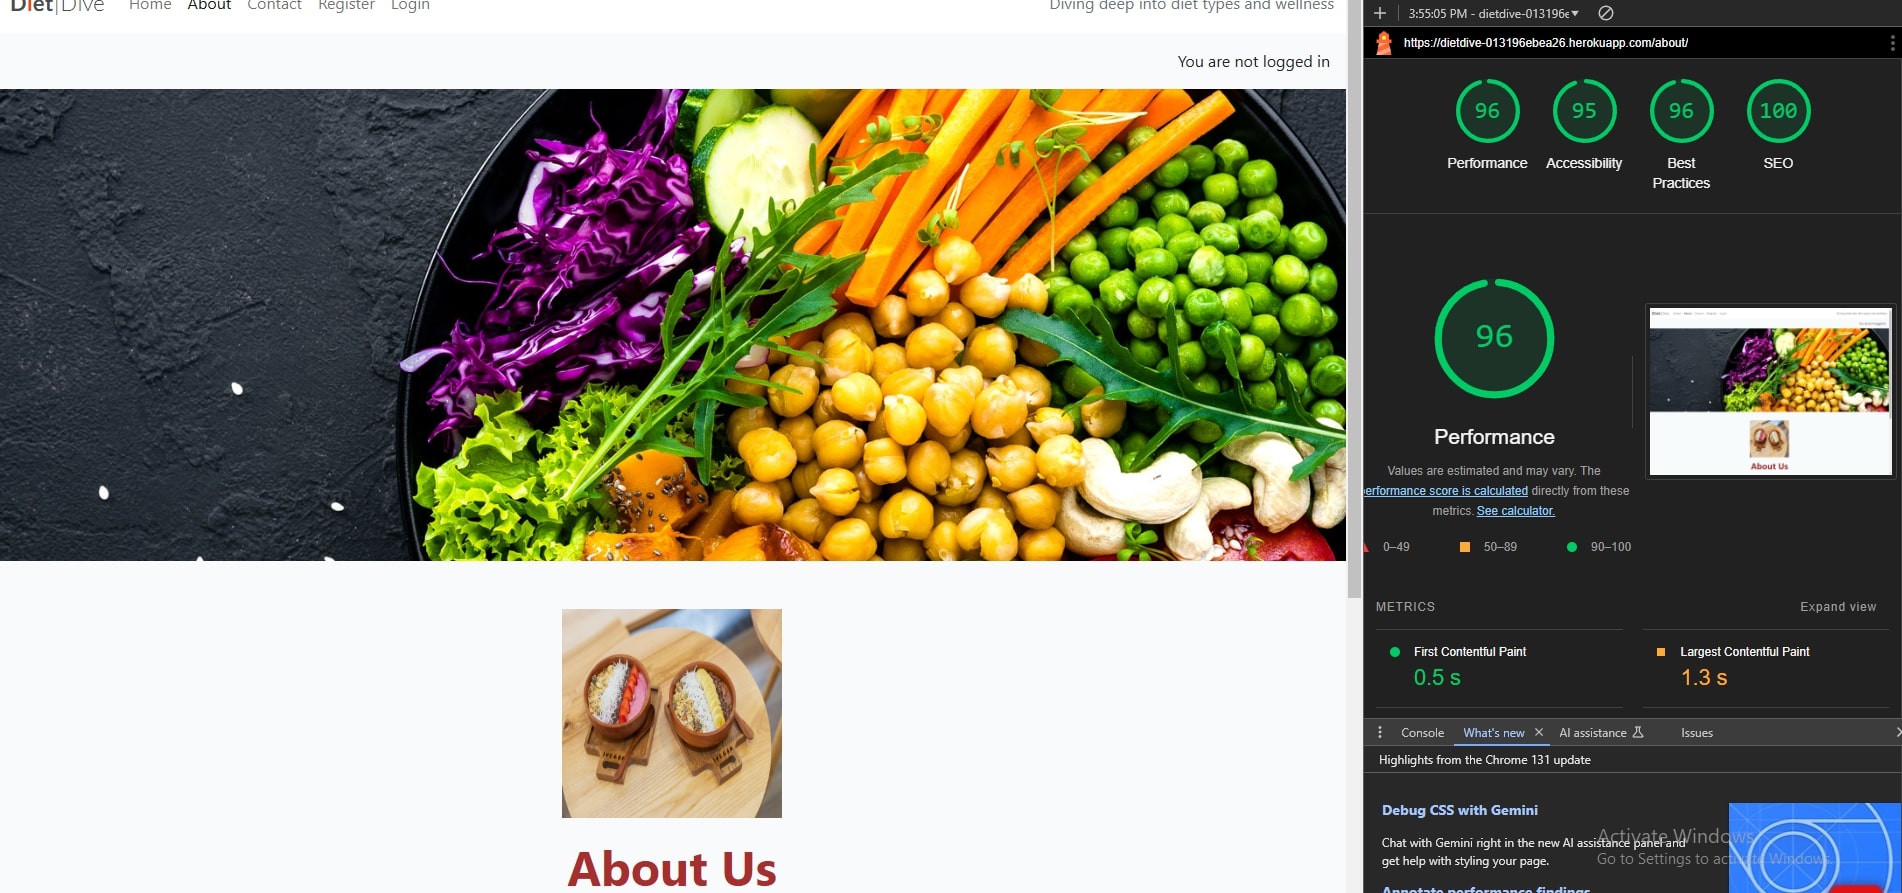 Diet|Dive Home About Contact Register Login
Diving deep into diet types and wellness
You are not logged in
About Us
3:55:05 PM - dietdive-013196e
https://dietdive-013196ebea26.herokuapp.com/about/
96 95 96 100
Performance Accessibility Best Practices SEO
96
Performance
Values are estimated and may vary. The
erformance score is calculated directly from these
metrics. See calculator.
0–49 50–89 90–100
About Us
METRICS Expand view
First Contentful Paint
0.5 s
Largest Contentful Paint
1.3 s
Console What's new AI assistance Issues
Highlights from the Chrome 131 update
Debug CSS with Gemini
Chat with Gemini right in the new AI assistance panel and
get help with styling your page.
Annotate performance findings
Activate Windows
Go to Settings to activate Windows.